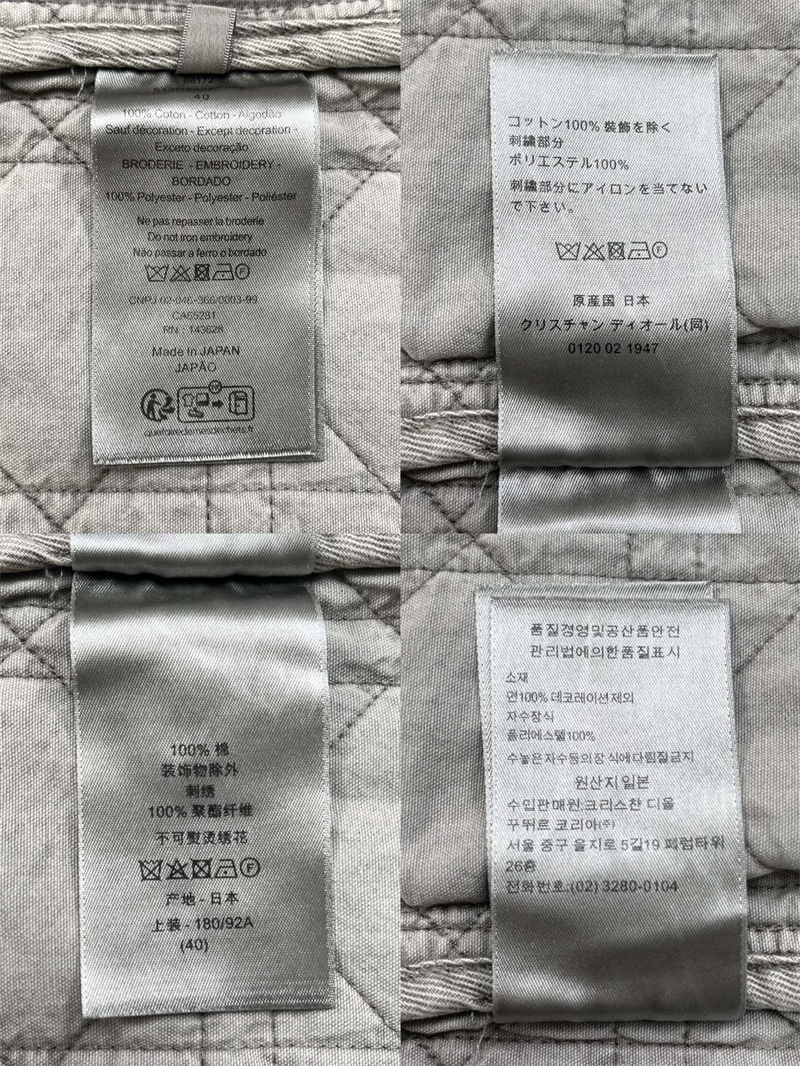 40
100% Coton - Cotton - Algodão
Sauf décoration - Except decoration -
Exceto decoração
BRODERIE - EMBROIDERY -
BORDADO
100% Polyester - Polyester - Poliéster
Ne pas repasser la broderie
Do not iron embroidery
Não passar a ferro o bordado
CNPJ 02-046-366/0003-99
CA65281
RN : 143628
Made in JAPAN
JAPÃO
FR
quefairedemesdechets.fr
コットン100% 装飾を除く
刺繍部分
ポリエステル100%
刺繍部分にアイロンを当てない
で下さい。
原産国 日本
クリスチャン ディオール(同)
0120 02 1947
100% 棉
装饰物除外
刺绣
100% 聚酯纤维
不可熨烫绣花
产地 - 日本
上装 - 180/92A
(40)
품질경영및공산품안전
관리법에의한품질표시
소재
면100% 데코레이션제외
자수장식
폴리에스텔100%
수놓은자수등의장식에다림질금지
원산지일본
수입판매원:크리스챤 디올
꾸뛰르 코리아(주)
서울 중구 을지로 5길19 페럼타워
26층
전화번호:(02) 3280-0104